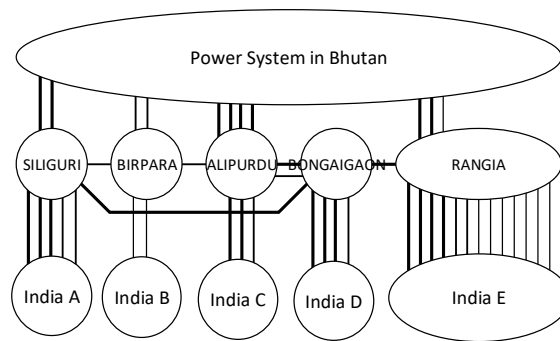 Power System in Bhutan
SILIGURI BIRPARA ALIPURDU BONGAIGAON RANGIA
India A India B India C India D India E